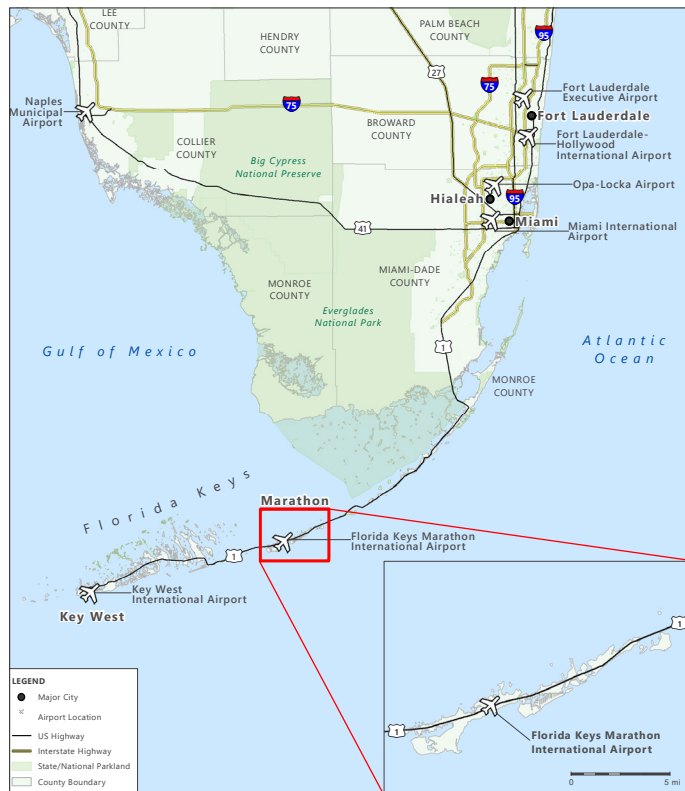 LEE
COUNTY
PALM BEACH
COUNTY
95
HENDRY
COUNTY
27
75
75
Naples
Municipal
Airport
Fort Lauderdale
Executive Airport
Fort Lauderdale
BROWARD
COUNTY
COLLIER
COUNTY
Fort Lauderdale-
Hollywood
International Airport
Big Cypress
National Preserve
Opa-Locka Airport
Hialeah
95
Miami
41
Miami International
Airport
MIAMI-DADE
COUNTY
MONROE
COUNTY
Everglades
National Park
Gulf of Mexico
1
Atlantic
Ocean
MONROE
COUNTY
Florida Keys
Marathon
Florida Keys Marathon
International Airport
1
Key West
International Airport
Key West
1
1
Florida Keys Marathon
International Airport
0 5 mi
LEGEND
Major City
Airport Location
US Highway
Interstate Highway
State/National Parkland
County Boundary